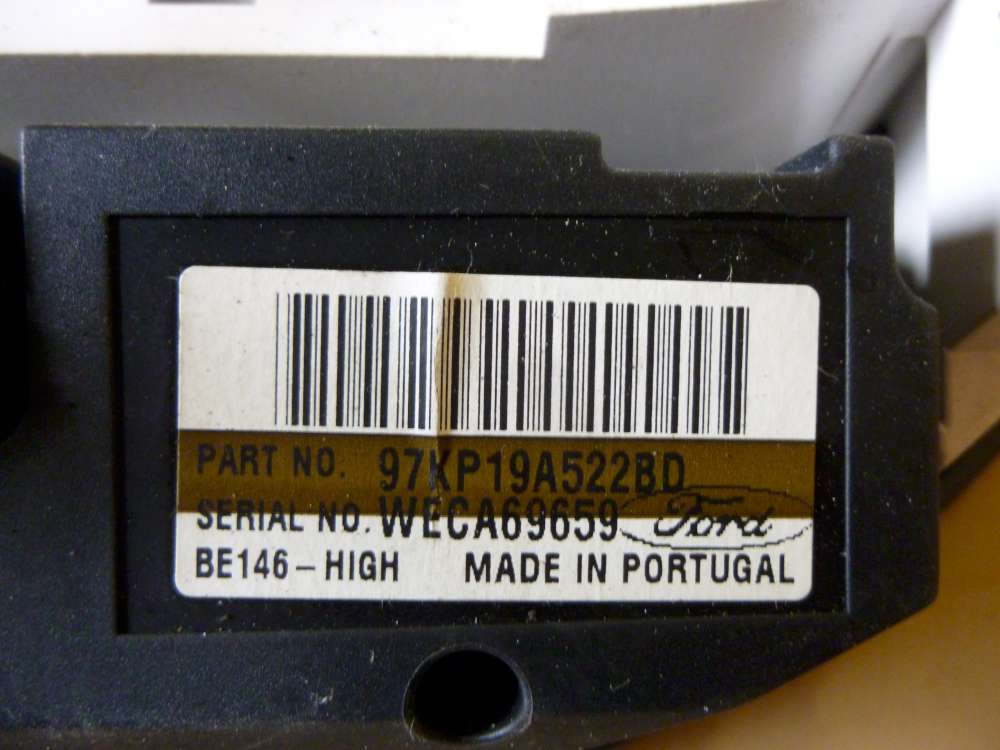 PART NO. 97KP19A522BD
SERIAL NO. WECA69659 Ford
BE146-HIGH MADE IN PORTUGAL